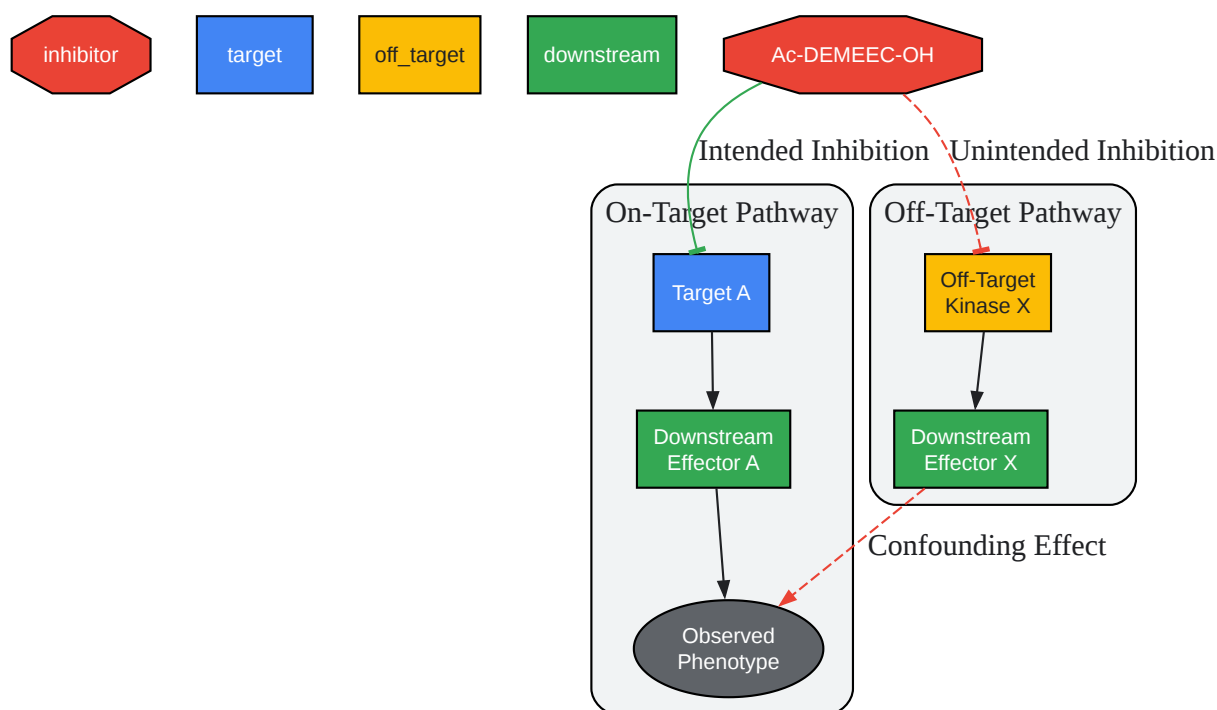 inhibitor
target
off_target
downstream
Ac-DEMEEC-OH
Intended Inhibition
Unintended Inhibition
On-Target Pathway
Off-Target Pathway
Target A
Off-Target
Kinase X
Downstream
Effector A
Downstream
Effector X
Confounding Effect
Observed
Phenotype